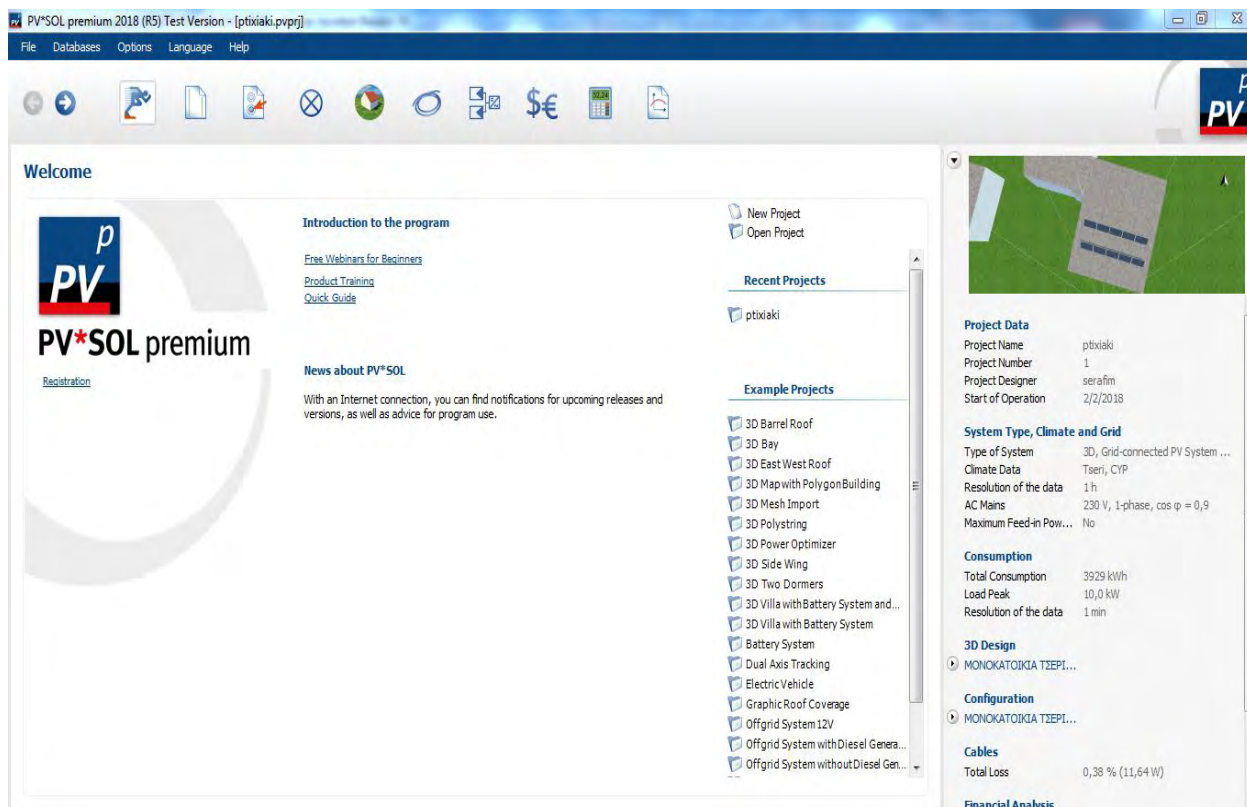 PV*SOL premium 2018 (R5) Test Version - [ptixiaki.pvprj]
File Databases Options Language Help
$€
p
PV
Welcome
p
PV
PV*SOL premium
Registration
Introduction to the program
Free Webinars for Beginners
Product Training
Quick Guide
News about PV*SOL
With an Internet connection, you can find notifications for upcoming releases and
versions, as well as advice for program use.
New Project
Open Project
Recent Projects
ptixiaki
Example Projects
3D Barrel Roof
3D Bay
3D East West Roof
3D Map with Polygon Building
3D Mesh Import
3D Polystring
3D Power Optimizer
3D Side Wing
3D Two Dormers
3D Villa with Battery System and...
3D Villa with Battery System
Battery System
Dual Axis Tracking
Electric Vehicle
Graphic Roof Coverage
Offgrid System 12V
Offgrid System with Diesel Genera...
Offgrid System without Diesel Gen...
Project Data
Project Name ptixiaki
Project Number 1
Project Designer serafim
Start of Operation 2/2/2018
System Type, Climate and Grid
Type of System 3D, Grid-connected PV System ...
Climate Data Tseri, CYP
Resolution of the data 1 h
AC Mains 230 V, 1-phase, cos φ = 0,9
Maximum Feed-in Pow... No
Consumption
Total Consumption 3929 kWh
Load Peak 10,0 kW
Resolution of the data 1 min
3D Design
ΜΟΝΟΚΑΤΟΙΚΙΑ ΤΣΕΡΙ...
Configuration
ΜΟΝΟΚΑΤΟΙΚΙΑ ΤΣΕΡΙ...
Cables
Total Loss 0,38 % (11,64 W)
Financial Analysis